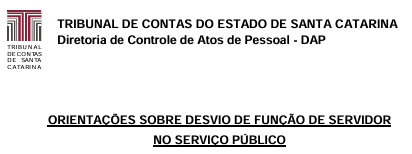 TRIBUNAL DE CONTAS DO ESTADO DE SANTA CATARINA
Diretoria de Controle de Atos de Pessoal - DAP
TRIBUNAL
DE CONTAS
DE SANTA
CATARINA
ORIENTAÇÕES SOBRE DESVIO DE FUNÇÃO DE SERVIDOR
NO SERVIÇO PÚBLICO